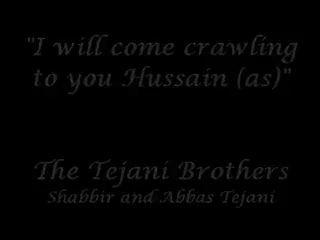 "I will come crawling
to you Hussain (as)"
The Tejani Brothers
Shabbir and Abbas Tejani